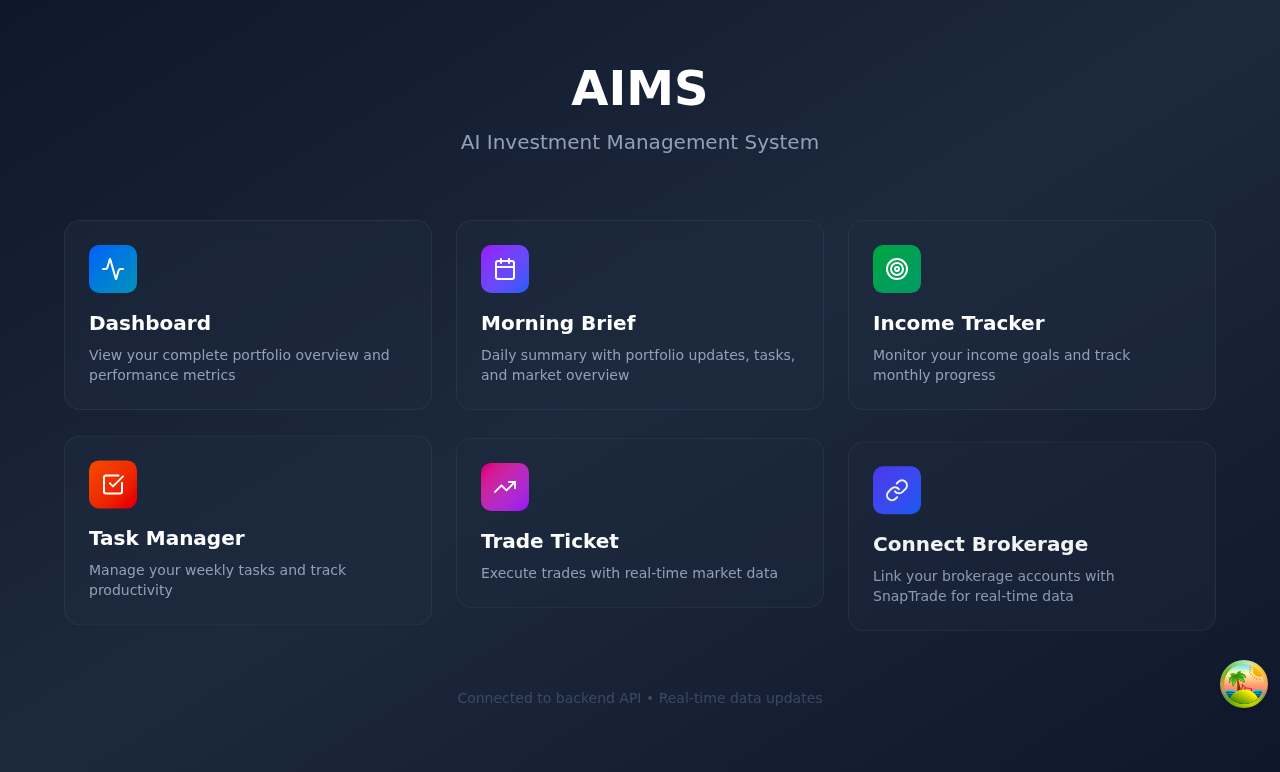 AIMS
AI Investment Management System
Dashboard
View your complete portfolio overview and
performance metrics
Morning Brief
Daily summary with portfolio updates, tasks,
and market overview
Income Tracker
Monitor your income goals and track
monthly progress
Task Manager
Manage your weekly tasks and track
productivity
Trade Ticket
Execute trades with real-time market data
Connect Brokerage
Link your brokerage accounts with
SnapTrade for real-time data
Connected to backend API • Real-time data updates